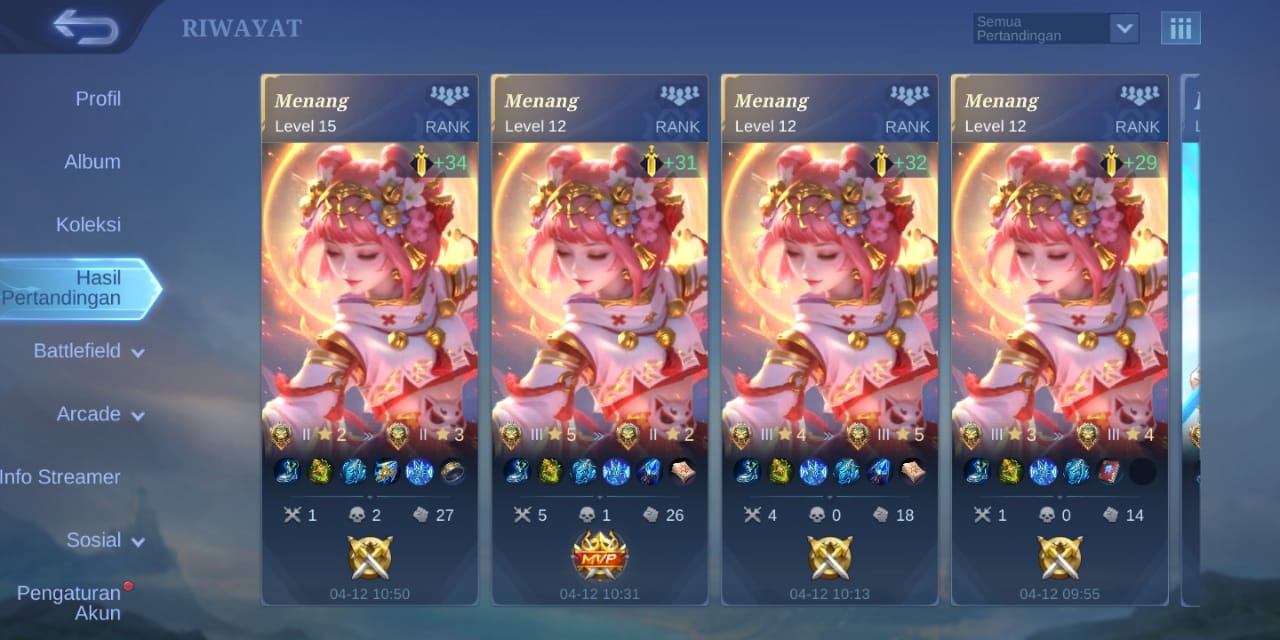 RIWAYAT
Semua
Pertandingan
Profil
Album
Koleksi
Hasil
Pertandingan
Battlefield
Arcade
Info Streamer
Sosial
Pengaturan
Akun
Menang
Level 15
RANK
+34
II 2 » II 3
1 2 27
04-12 10:50
Menang
Level 12
RANK
+31
III 5 » II 2
5 1 26
MVP
04-12 10:31
Menang
Level 12
RANK
+32
III 4 » III 5
4 0 18
04-12 10:13
Menang
Level 12
RANK
+29
III 3 » III 4
1 0 14
04-12 09:55